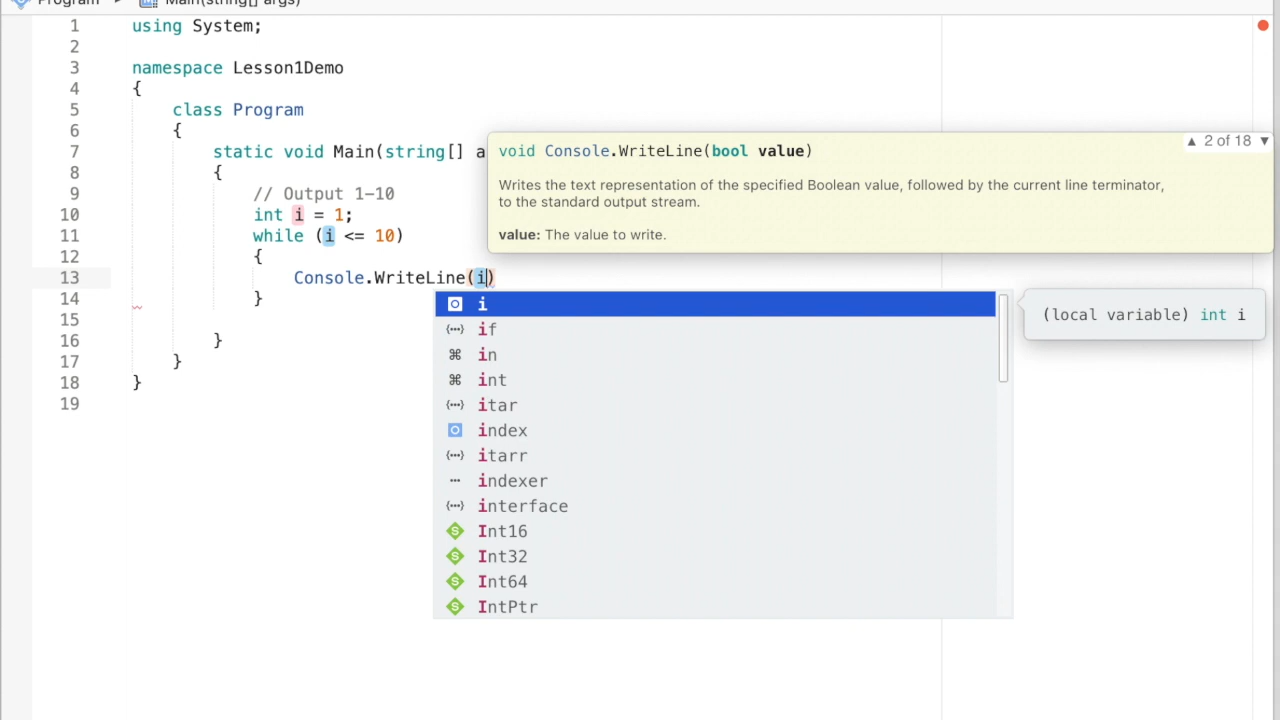 Program ▸ Main(string[] args)
1 using System;
2
3 namespace Lesson1Demo
4 {
5 class Program
6 {
7 static void Main(string[] a
8 {
9 // Output 1-10
10 int i = 1;
11 while (i <= 10)
12 {
13 Console.WriteLine(i)
14 }
15
16 }
17 }
18 }
19
▲ 2 of 18 ▼
void Console.WriteLine(bool value)
Writes the text representation of the specified Boolean value, followed by the current line terminator,
to the standard output stream.
value: The value to write.
i
if
in
int
itar
index
itarr
indexer
interface
Int16
Int32
Int64
IntPtr
(local variable) int i